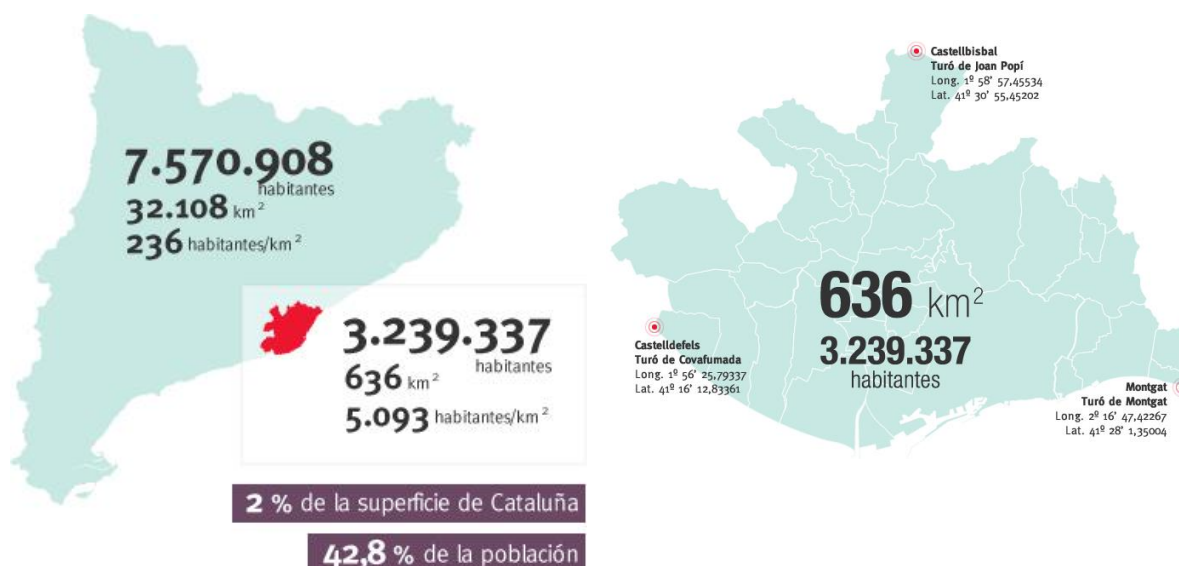 7.570.908
habitantes
32.108 km²
236 habitantes/km²
3.239.337
habitantes
636 km²
5.093 habitantes/km²
2 % de la superficie de Cataluña
42,8 % de la población
Castellbisbal
Turó de Joan Popí
Long. 1º 58' 57,45534
Lat. 41º 30' 55,45202
636 km²
3.239.337
habitantes
Castelldefels
Turó de Covafumada
Long. 1º 56' 25,79337
Lat. 41º 16' 12,83361
Montgat
Turó de Montgat
Long. 2º 16' 47,42267
Lat. 41º 28' 1,35004